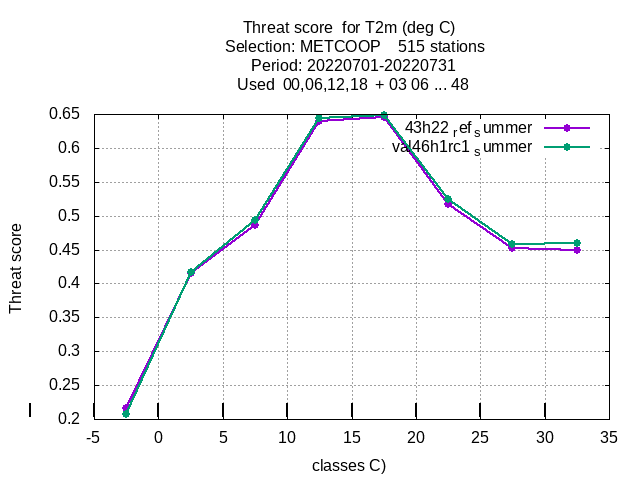 Threat score for T2m (deg C)
Selection: METCOOP 515 stations
Period: 20220701-20220731
Used 00,06,12,18 + 03 06 ... 48
0.65
0.6
0.55
0.5
0.45
0.4
0.35
0.3
0.25
0.2
Threat score
43h22 ref summer
val46h1rc1 summer
-5
0
5
10
15
20
25
30
35
classes C)